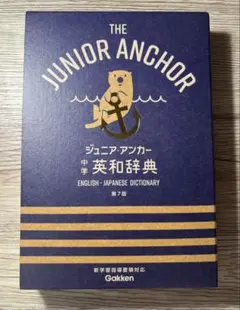 THE
JUNIOR ANCHOR
ジュニア・アンカー
中学
英和辞典
ENGLISH-JAPANESE DICTIONARY
第7版
新学習指導要領対応
Gakken